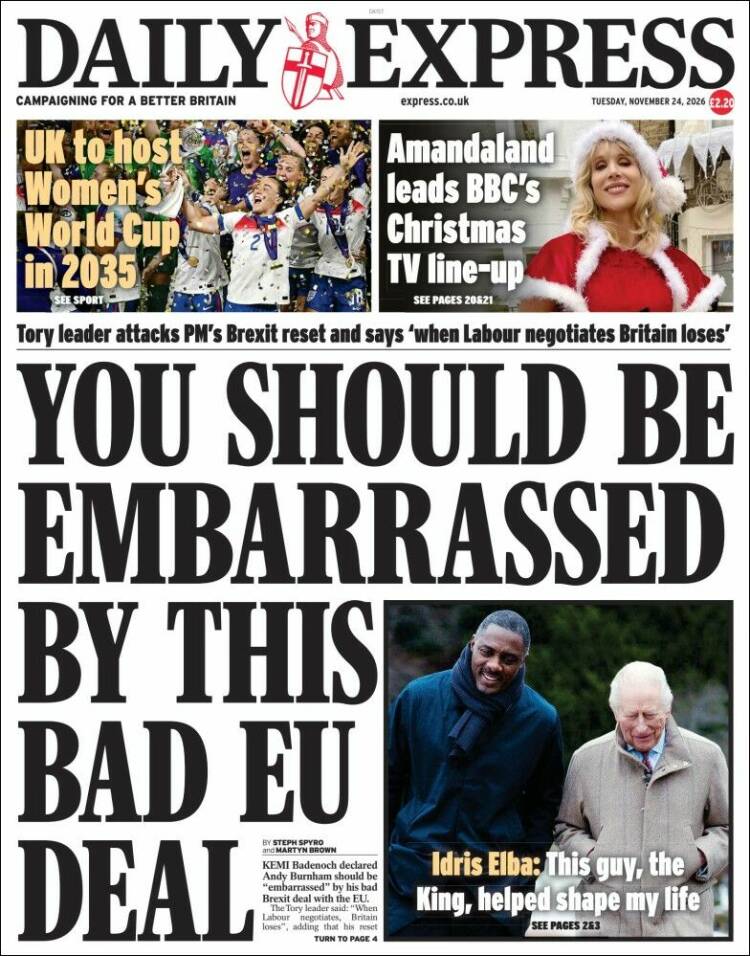 DAILY EXPRESS
CAMPAIGNING FOR A BETTER BRITAIN
express.co.uk
TUESDAY, NOVEMBER 24, 2026
£2.20
UK to host
Women's
World Cup
in 2035
SEE SPORT
Amandaland
leads BBC's
Christmas
TV line-up
SEE PAGES 20&21
Tory leader attacks PM's Brexit reset and says 'when Labour negotiates Britain loses'
YOU SHOULD BE
EMBARRASSED
BY THIS
BAD EU
DEAL
BY STEPH SPYRO
and MARTYN BROWN
KEMI Badenoch declared
Andy Burnham should be
"embarrassed" by his bad
Brexit deal with the EU.
The Tory leader said: "When
Labour negotiates, Britain
loses", adding that his reset
TURN TO PAGE 4
Idris Elba: This guy, the
King, helped shape my life
SEE PAGES 2&3